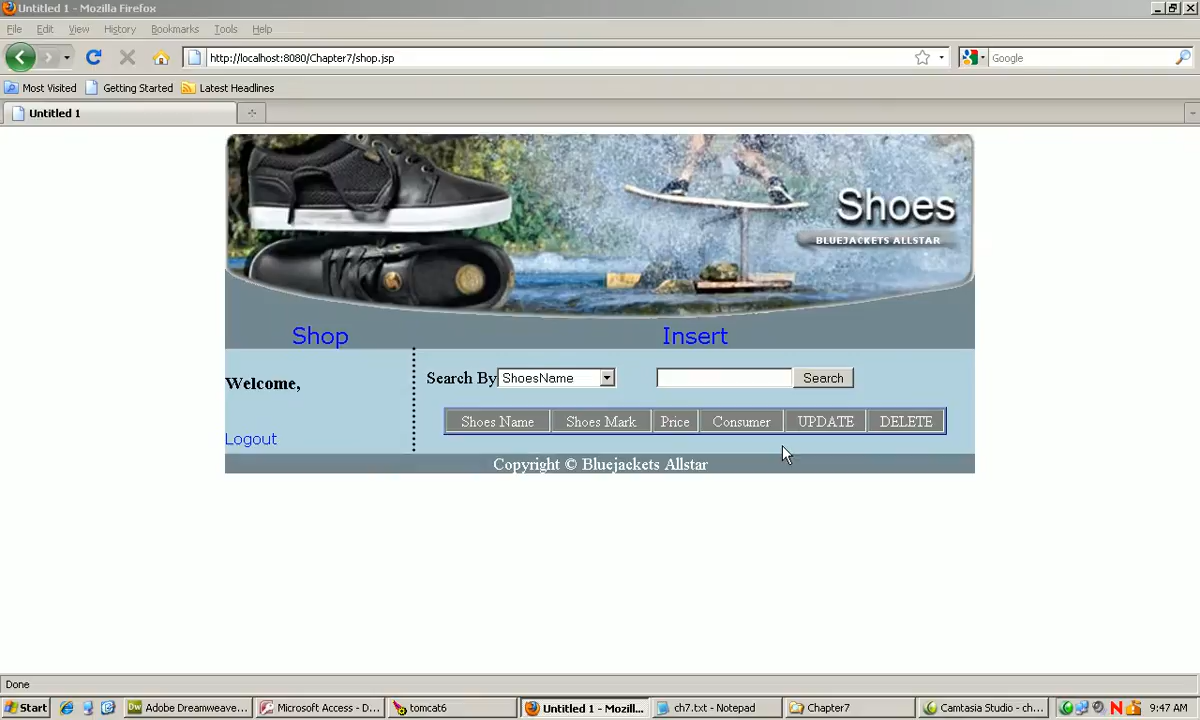 Untitled 1 - Mozilla Firefox
File Edit View History Bookmarks Tools Help
http://localhost:8080/Chapter7/shop.jsp
Google
Most Visited Getting Started Latest Headlines
Untitled 1
Shoes
BLUEJACKETS ALLSTAR
Shop Insert
Welcome,
Search By ShoesName Search
Shoes Name Shoes Mark Price Consumer UPDATE DELETE
Logout
Copyright © Bluejackets Allstar
Done
Start Adobe Dreamweave... Microsoft Access - D... tomcat6 Untitled 1 - Mozill... ch7.txt - Notepad Chapter7 Camtasia Studio - ch... 9:47 AM